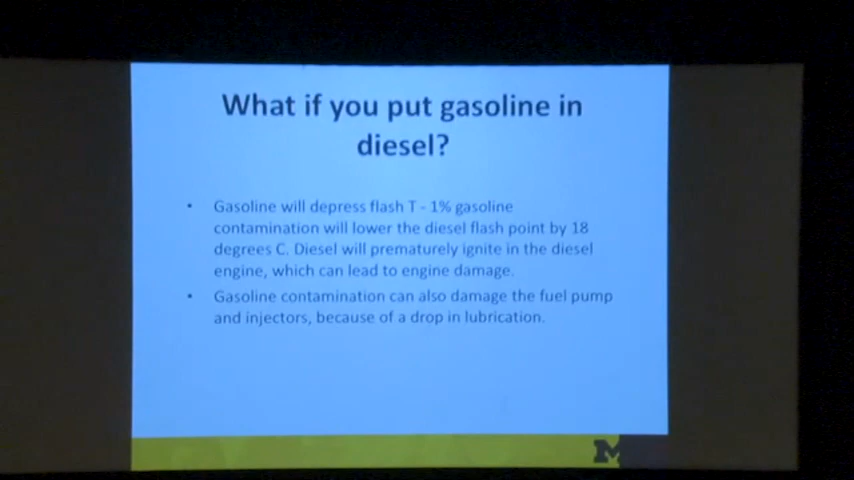 What if you put gasoline in
diesel?
• Gasoline will depress flash T - 1% gasoline
contamination will lower the diesel flash point by 18
degrees C. Diesel will prematurely ignite in the diesel
engine, which can lead to engine damage.
• Gasoline contamination can also damage the fuel pump
and injectors, because of a drop in lubrication.
M